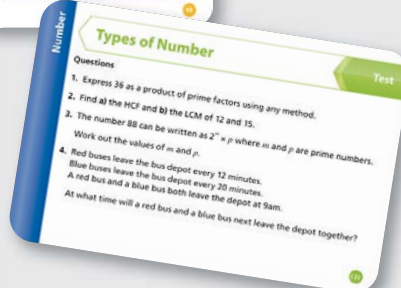 Number
Types of Number
Test
Questions
1. Express 36 as a product of prime factors using any method.
2. Find a) the HCF and b) the LCM of 12 and 15.
3. The number 88 can be written as 2ᵐ × p where m and p are prime numbers.
Work out the values of m and p.
4. Red buses leave the bus depot every 12 minutes.
Blue buses leave the bus depot every 20 minutes.
A red bus and a blue bus both leave the depot at 9am.
At what time will a red bus and a blue bus next leave the depot together?